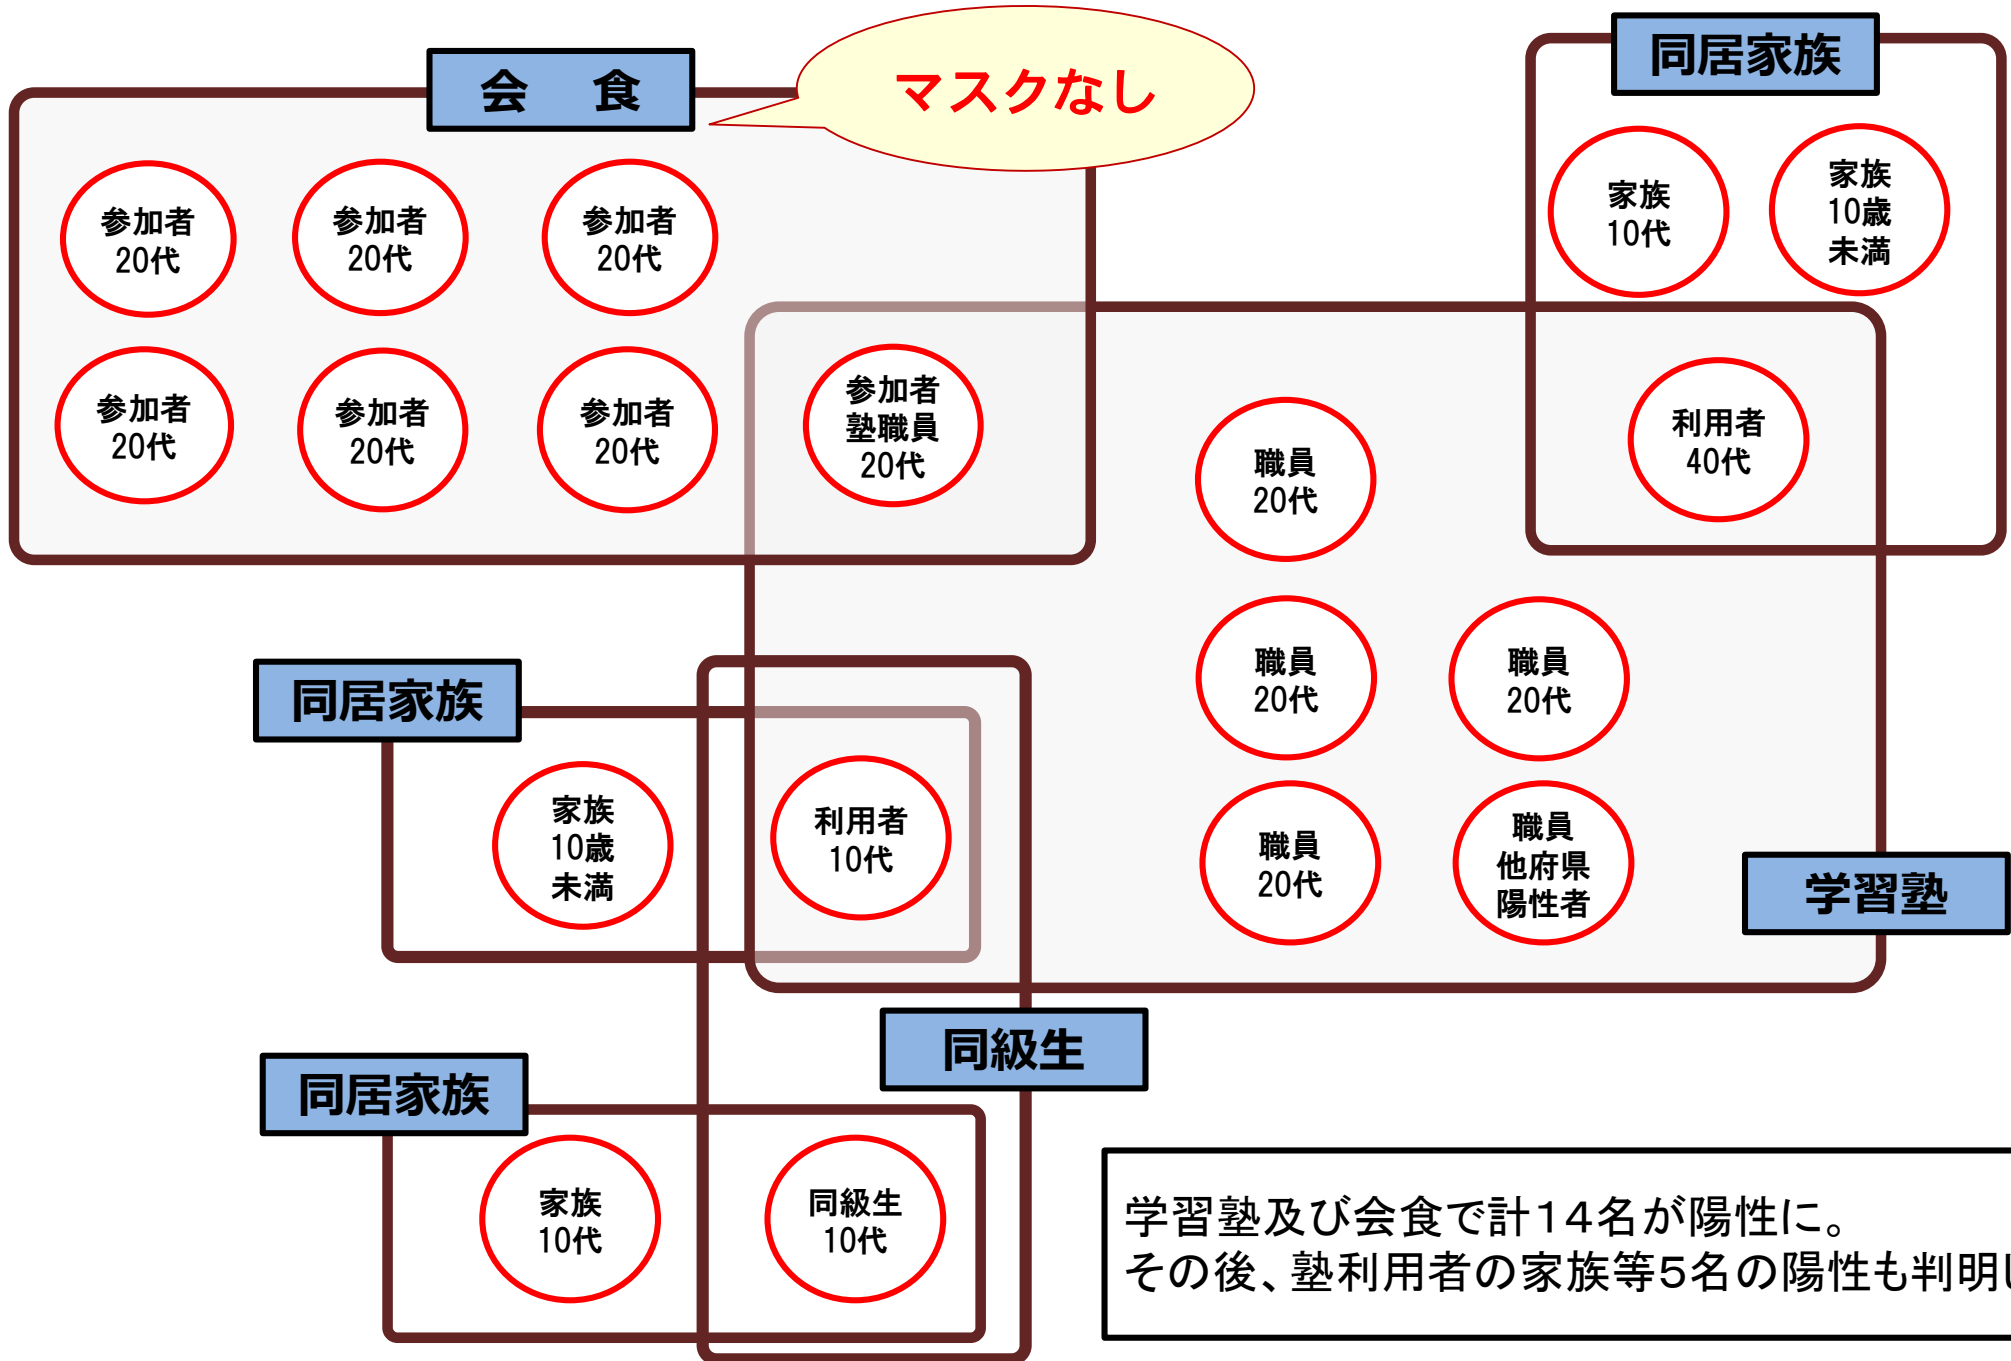 会　食
マスクなし
同居家族
参加者
20代
参加者
20代
参加者
20代
家族
10代
家族
10歳
未満
参加者
20代
参加者
20代
参加者
20代
参加者
塾職員
20代
職員
20代
利用者
40代
職員
20代
職員
20代
同居家族
家族
10歳
未満
利用者
10代
職員
20代
職員
他府県
陽性者
学習塾
同級生
同居家族
家族
10代
同級生
10代
学習塾及び会食で計１４名が陽性に。
その後、塾利用者の家族等５名の陽性も判明